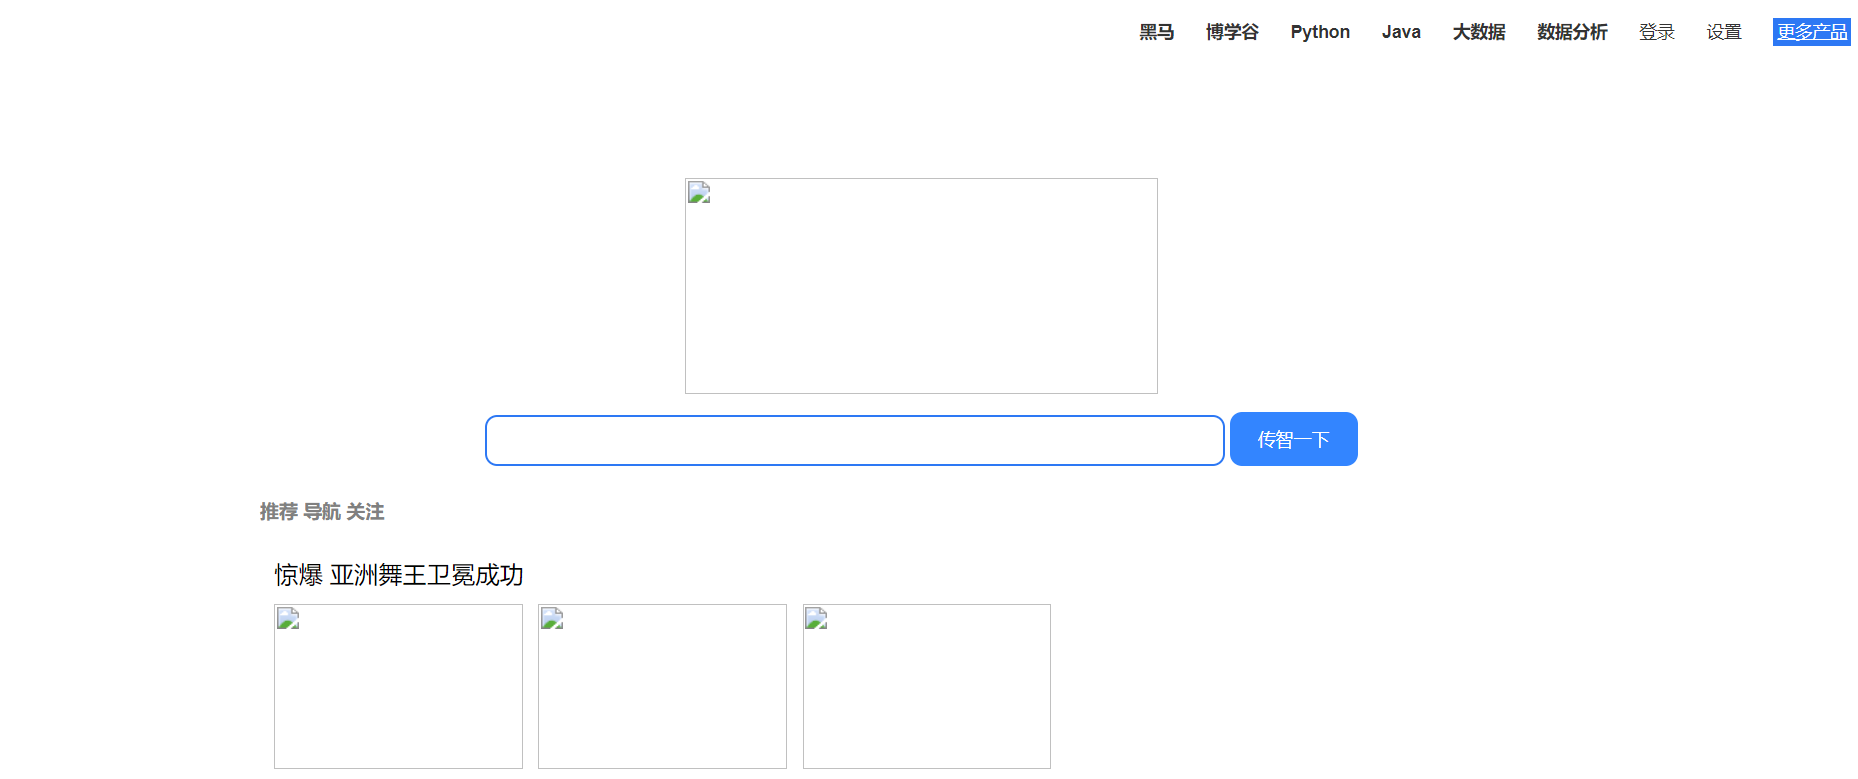 黑马 博学谷 Python Java 大数据 数据分析 登录 设置 更多产品
传智一下
推荐 导航 关注
惊爆 亚洲舞王卫冕成功